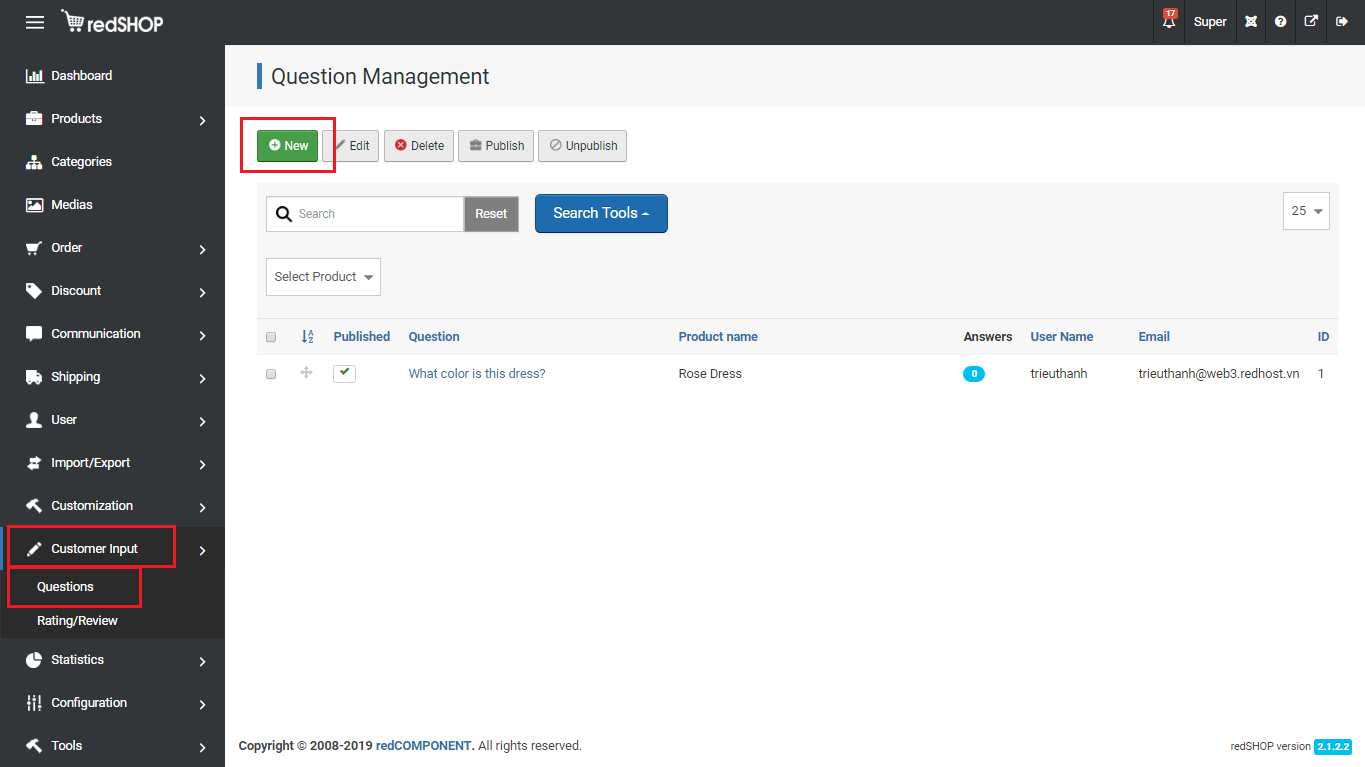 redSHOP
17
Super
Dashboard
Products
Categories
Medias
Order
Discount
Communication
Shipping
User
Import/Export
Customization
Customer Input
Questions
Rating/Review
Statistics
Configuration
Tools
Question Management
New Edit Delete Publish Unpublish
Search Reset Search Tools 25
Select Product
Published Question Product name Answers User Name Email ID
What color is this dress? Rose Dress 0 trieuthanh trieuthanh@web3.redhost.vn 1
Copyright © 2008-2019 redCOMPONENT. All rights reserved. redSHOP version 2.1.2.2